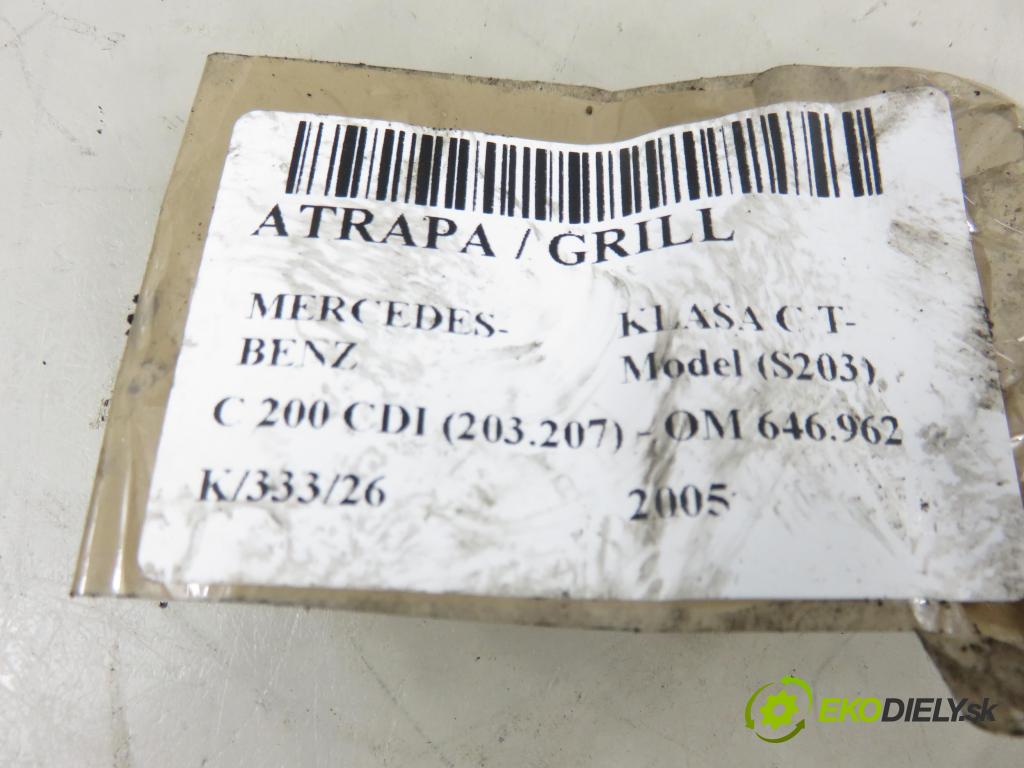 ATRAPA / GRILL
MERCEDES-
BENZ
KLASA C T-
Model (S203)
C 200 CDI (203.207) - OM 646.962
K/333/26
2005
EKODIELY.sk